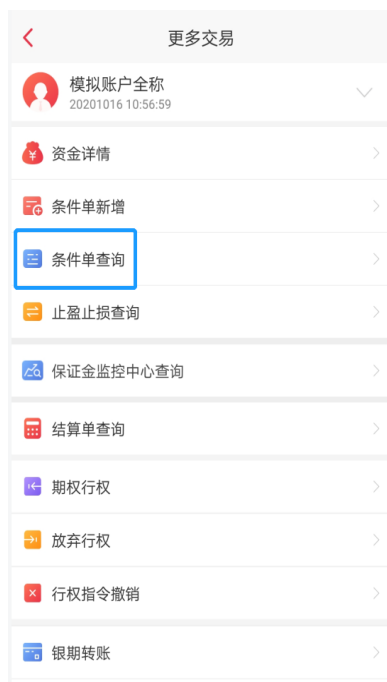 更多交易
模拟账户全称
20201016 10:56:59
资金详情
条件单新增
条件单查询
止盈止损查询
保证金监控中心查询
结算单查询
期权行权
放弃行权
行权指令撤销
银期转账